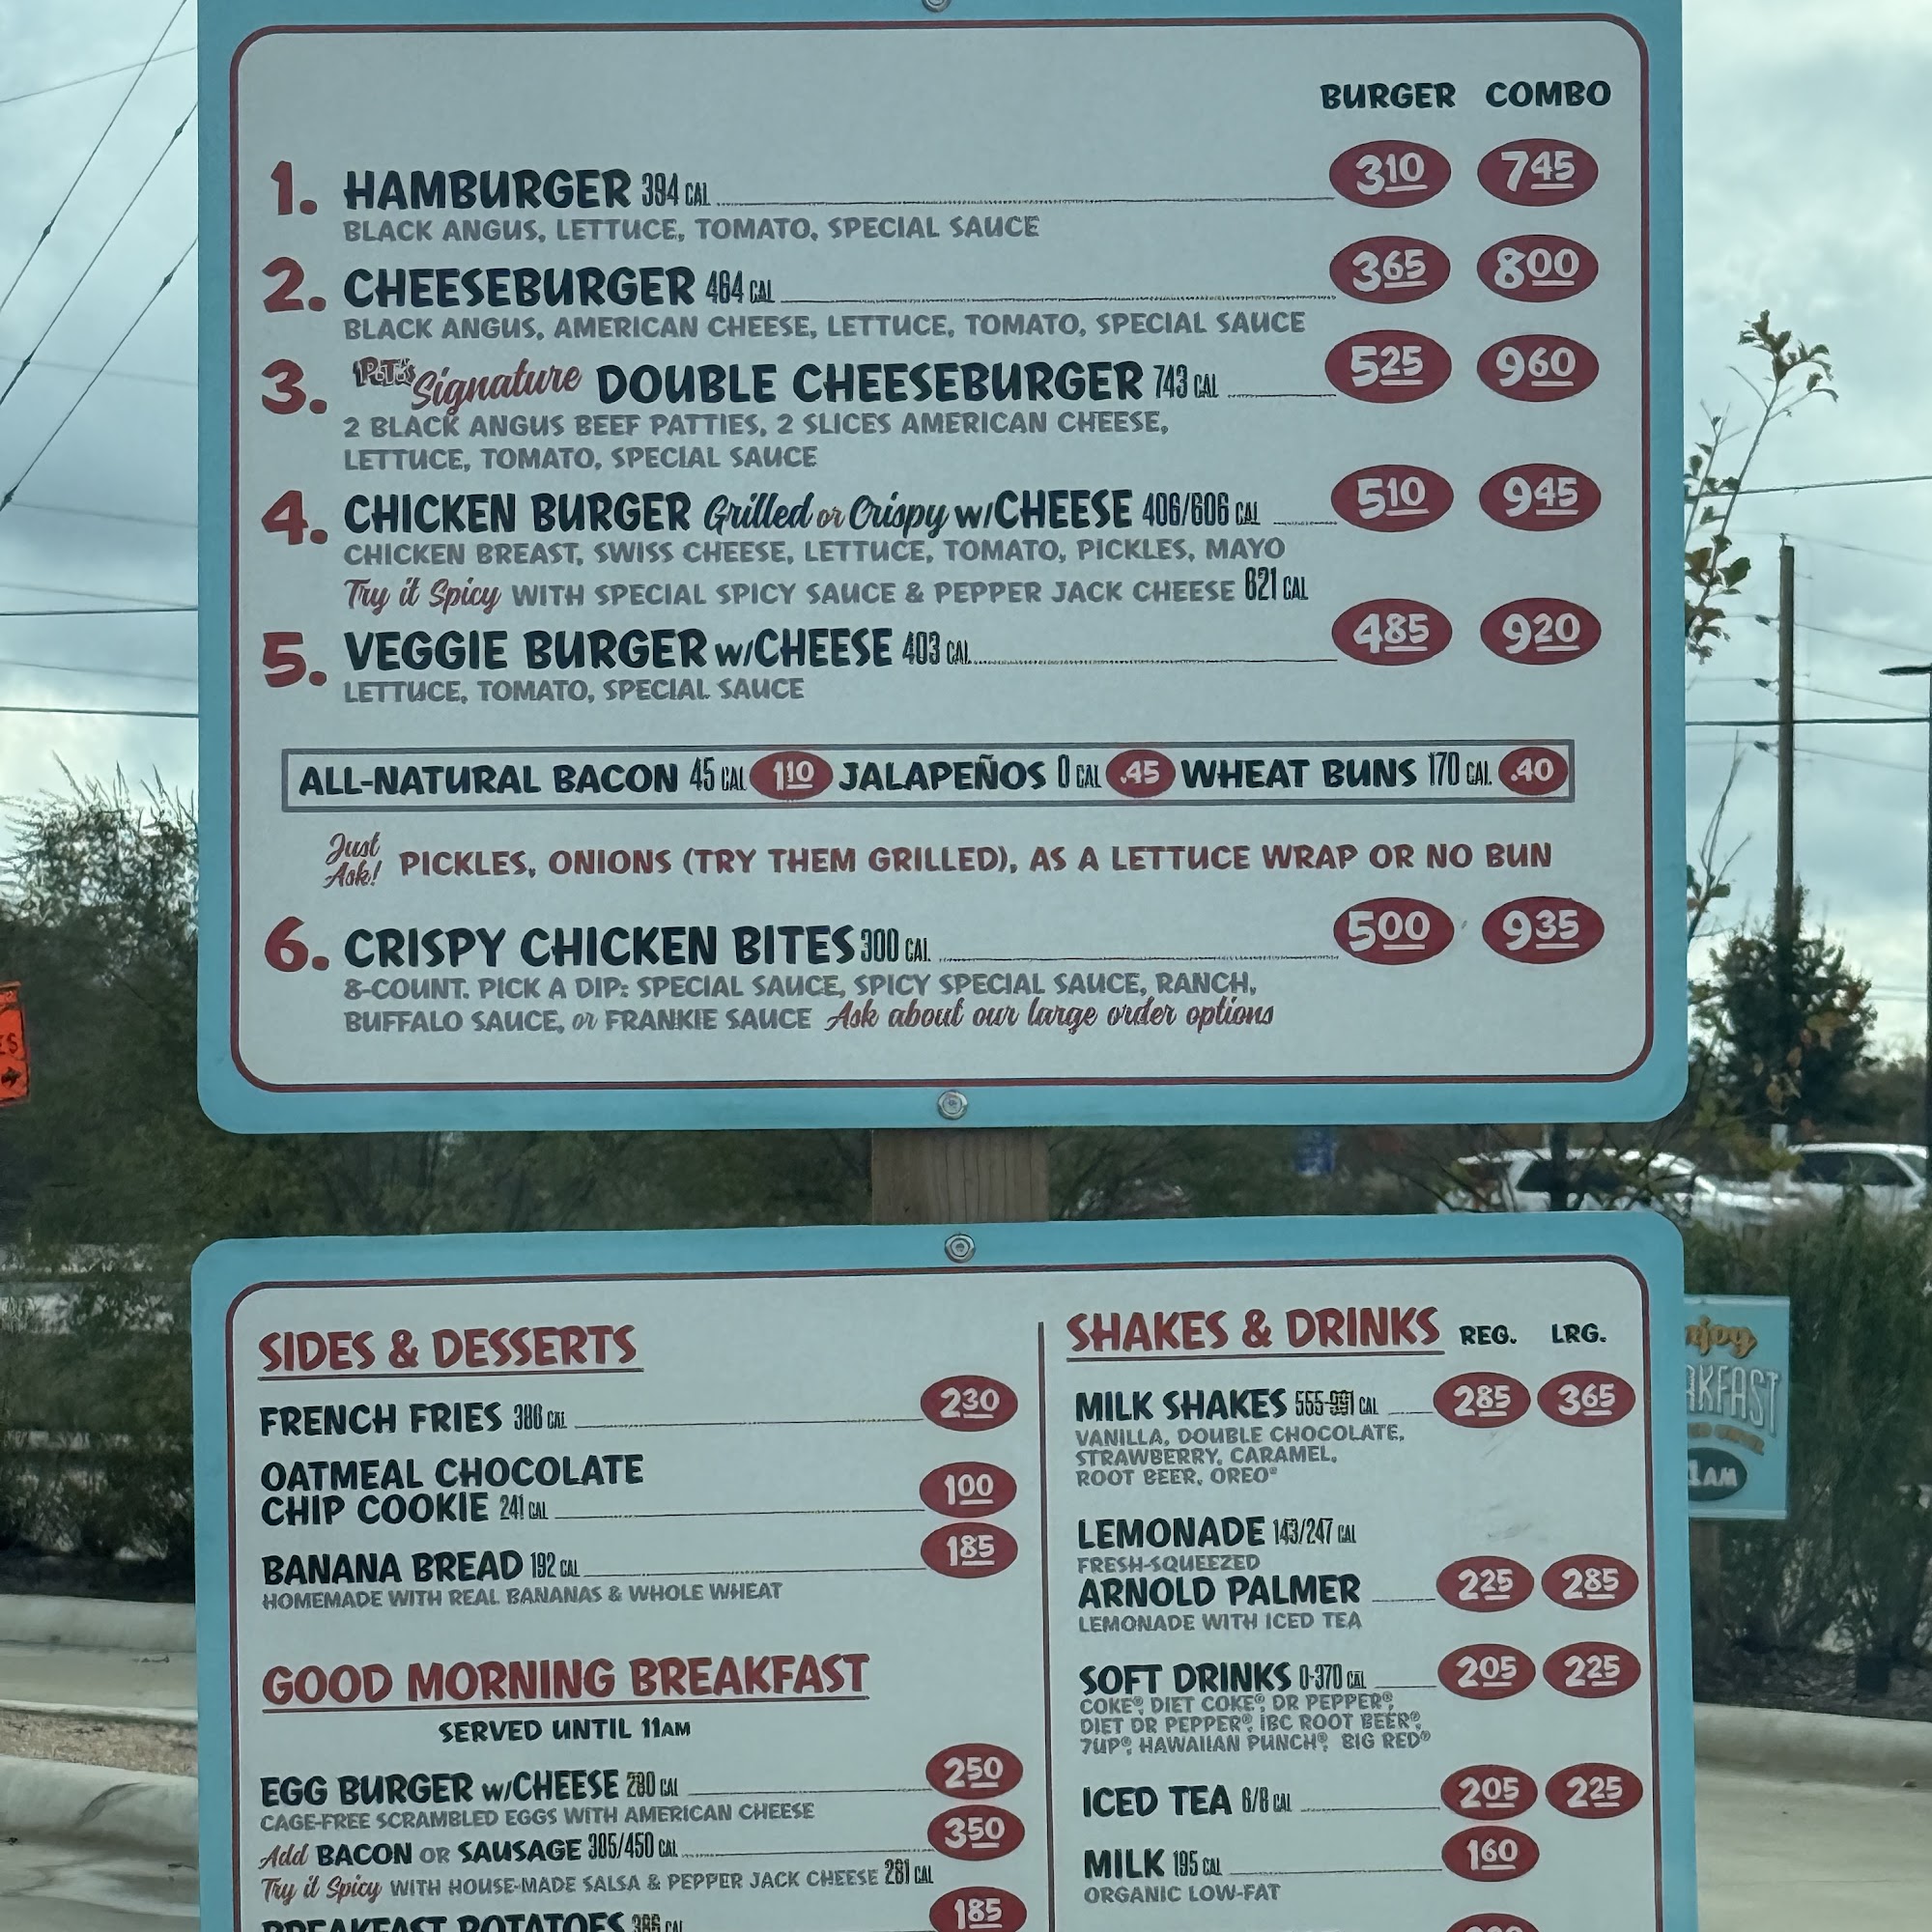 BURGER COMBO
1. HAMBURGER 394 CAL 310 745
BLACK ANGUS, LETTUCE, TOMATO, SPECIAL SAUCE
2. CHEESEBURGER 464 CAL 365 800
BLACK ANGUS, AMERICAN CHEESE, LETTUCE, TOMATO, SPECIAL SAUCE
3. Signature DOUBLE CHEESEBURGER 743 CAL 525 960
2 BLACK ANGUS BEEF PATTIES, 2 SLICES AMERICAN CHEESE,
LETTUCE, TOMATO, SPECIAL SAUCE
4. CHICKEN BURGER Grilled or Crispy w/CHEESE 406/606 CAL 510 945
CHICKEN BREAST, SWISS CHEESE, LETTUCE, TOMATO, PICKLES, MAYO
Try it Spicy WITH SPECIAL SPICY SAUCE & PEPPER JACK CHEESE 621 CAL
5. VEGGIE BURGER w/CHEESE 403 CAL 485 920
LETTUCE, TOMATO, SPECIAL SAUCE
ALL-NATURAL BACON 45 CAL 110 JALAPEÑOS 0 CAL .45 WHEAT BUNS 170 CAL .40
Just Ask! PICKLES, ONIONS (TRY THEM GRILLED), AS A LETTUCE WRAP OR NO BUN
6. CRISPY CHICKEN BITES 300 CAL 500 935
8-COUNT. PICK A DIP: SPECIAL SAUCE, SPICY SPECIAL SAUCE, RANCH,
BUFFALO SAUCE, or FRANKIE SAUCE Ask about our large order options
SIDES & DESSERTS
FRENCH FRIES 386 CAL 230
OATMEAL CHOCOLATE
CHIP COOKIE 241 CAL 100
BANANA BREAD 192 CAL 185
HOMEMADE WITH REAL BANANAS & WHOLE WHEAT
GOOD MORNING BREAKFAST
SERVED UNTIL 11AM
EGG BURGER w/CHEESE 280 CAL 250
CAGE-FREE SCRAMBLED EGGS WITH AMERICAN CHEESE
Add BACON OR SAUSAGE 305/450 CAL 350
Try it Spicy WITH HOUSE-MADE SALSA & PEPPER JACK CHEESE 281 CAL
BREAKFAST POTATOES 386 CAL 185
SHAKES & DRINKS REG. LRG.
MILK SHAKES 555-991 CAL 285 365
VANILLA, DOUBLE CHOCOLATE,
STRAWBERRY, CARAMEL,
ROOT BEER, OREO®
LEMONADE 143/247 CAL
FRESH-SQUEEZED
ARNOLD PALMER 225 285
LEMONADE WITH ICED TEA
SOFT DRINKS 0-370 CAL 205 225
COKE®, DIET COKE®, DR PEPPER®,
DIET DR PEPPER®, IBC ROOT BEER®,
7UP®, HAWAIIAN PUNCH®, BIG RED®
ICED TEA 6/8 CAL 205 225
MILK 195 CAL 160
ORGANIC LOW-FAT